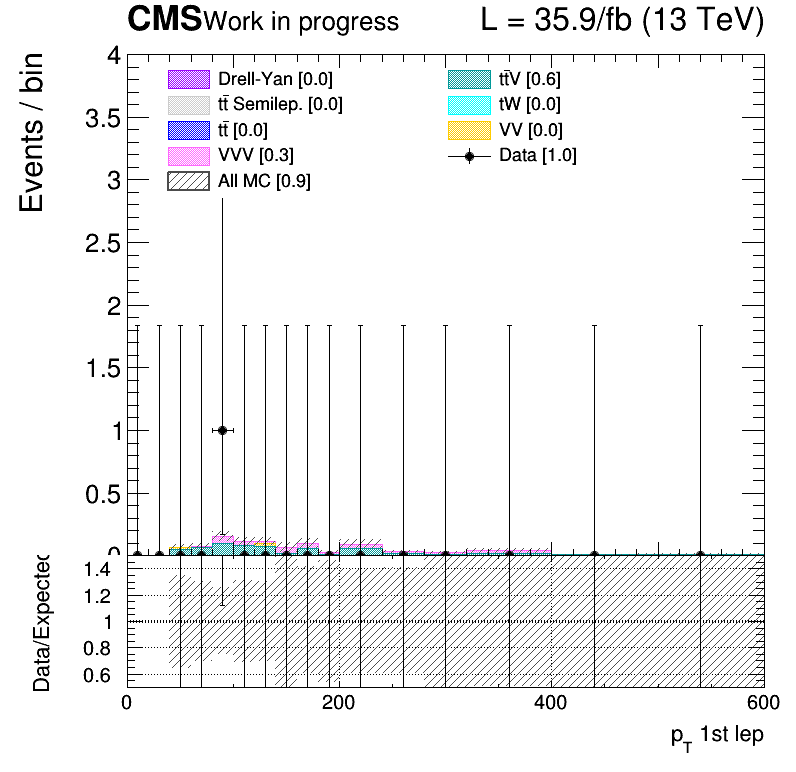 CMS Work in progress L = 35.9/fb (13 TeV)
Events / bin
4
3.5
3
2.5
2
1.5
1
0.5
0
Drell-Yan [0.0]
tt̄ Semilep. [0.0]
tt̄ [0.0]
VVV [0.3]
All MC [0.9]
tt̄V [0.6]
tW [0.0]
VV [0.0]
Data [1.0]
Data/Expected
1.4
1.2
1
0.8
0.6
0 200 400 600
p_T 1st lep